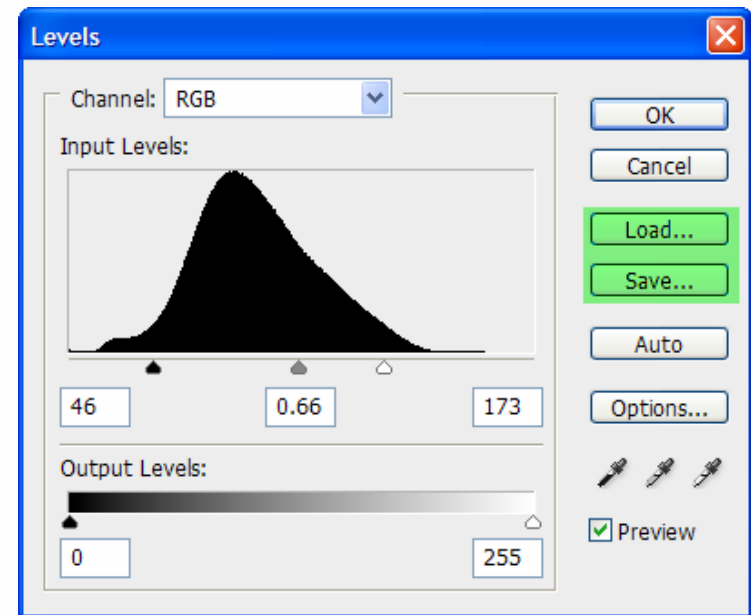 Levels
Channel: RGB
Input Levels:
46 0.66 173
Output Levels:
0 255
OK
Cancel
Load...
Save...
Auto
Options...
Preview